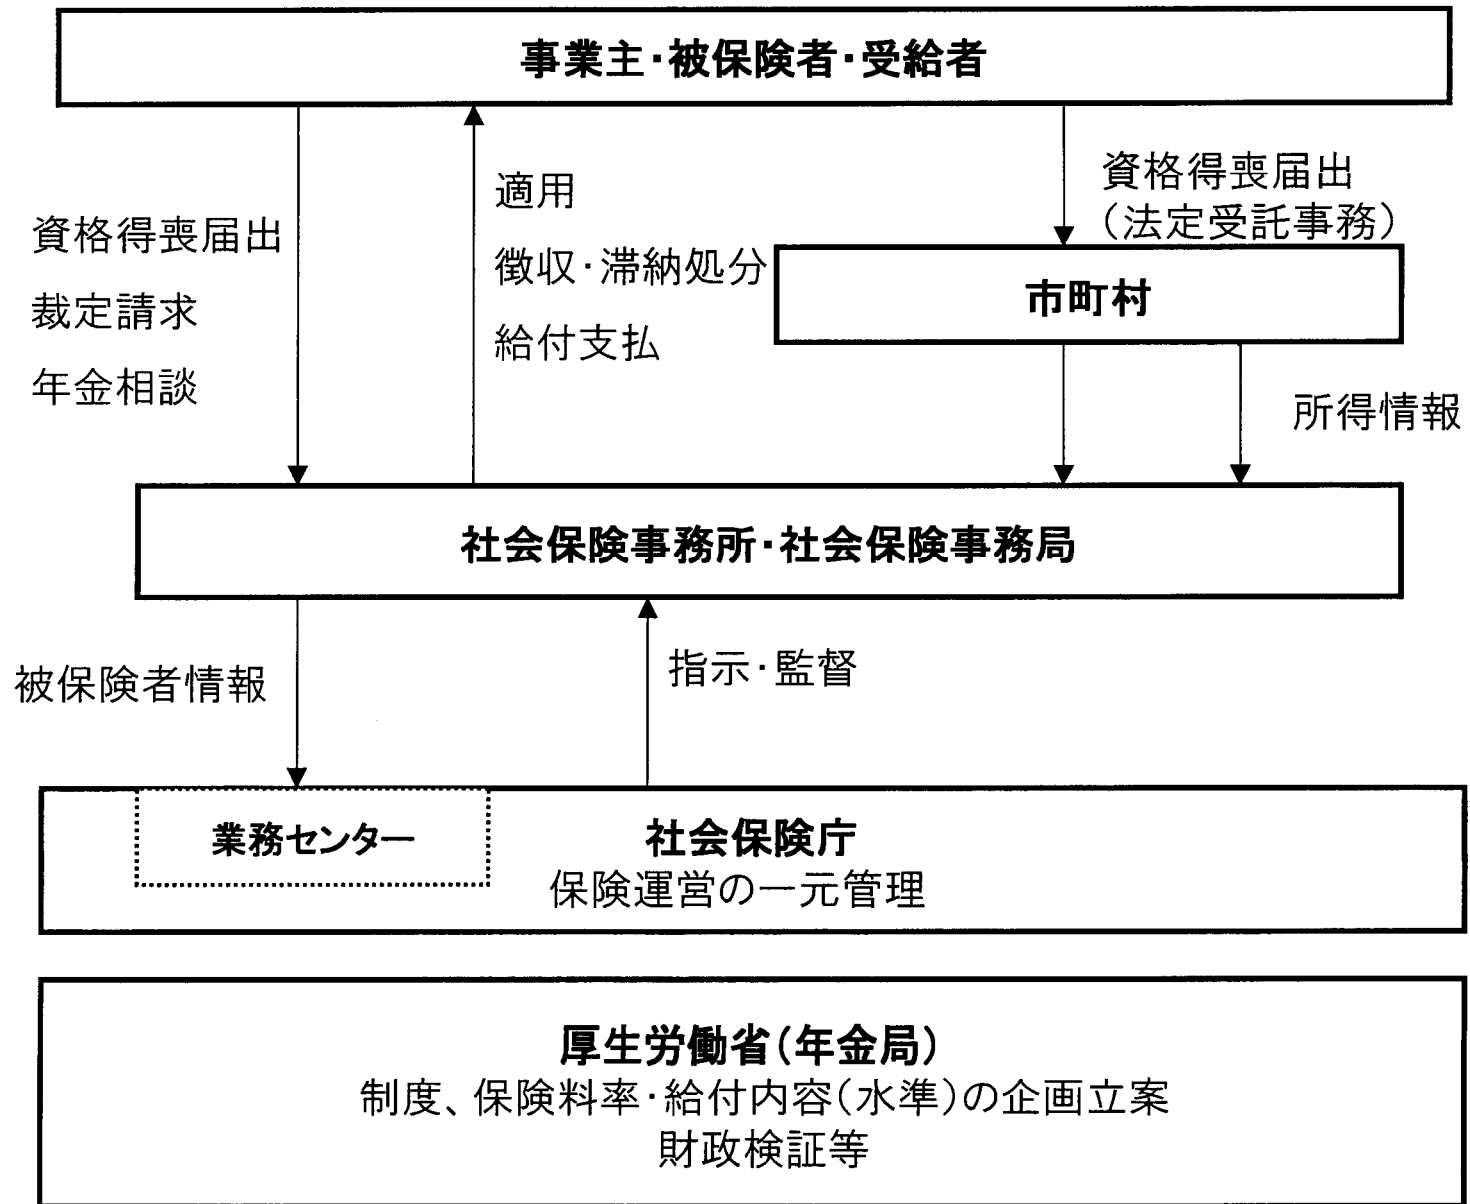 事業主・被保険者・受給者
資格得喪届出
裁定請求
年金相談
適用
徴収・滞納処分
給付支払
資格得喪届出
（法定受託事務）
市町村
所得情報
社会保険事務所・社会保険事務局
被保険者情報
指示・監督
業務センター
社会保険庁
保険運営の一元管理
厚生労働省（年金局）
制度、保険料率・給付内容（水準）の企画立案
財政検証等